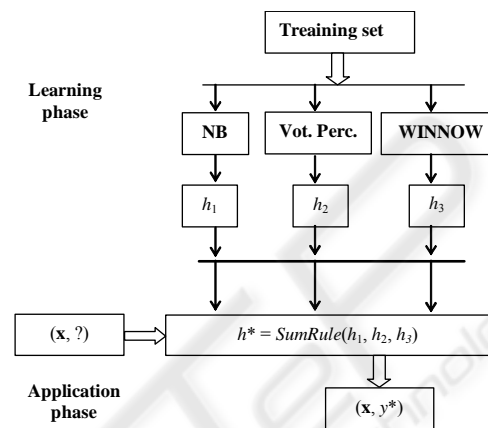 Treaining set
Learning
phase
NB Vot. Perc. WINNOW
h1 h2 h3
(x, ?) h* = SumRule(h1, h2, h3)
Application
phase
(x, y*)